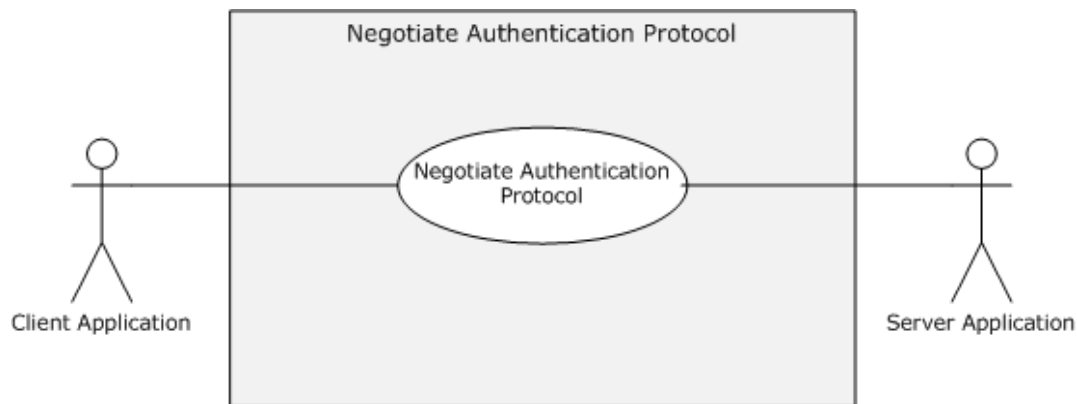 Negotiate Authentication Protocol
Negotiate Authentication
Protocol
Client Application
Server Application